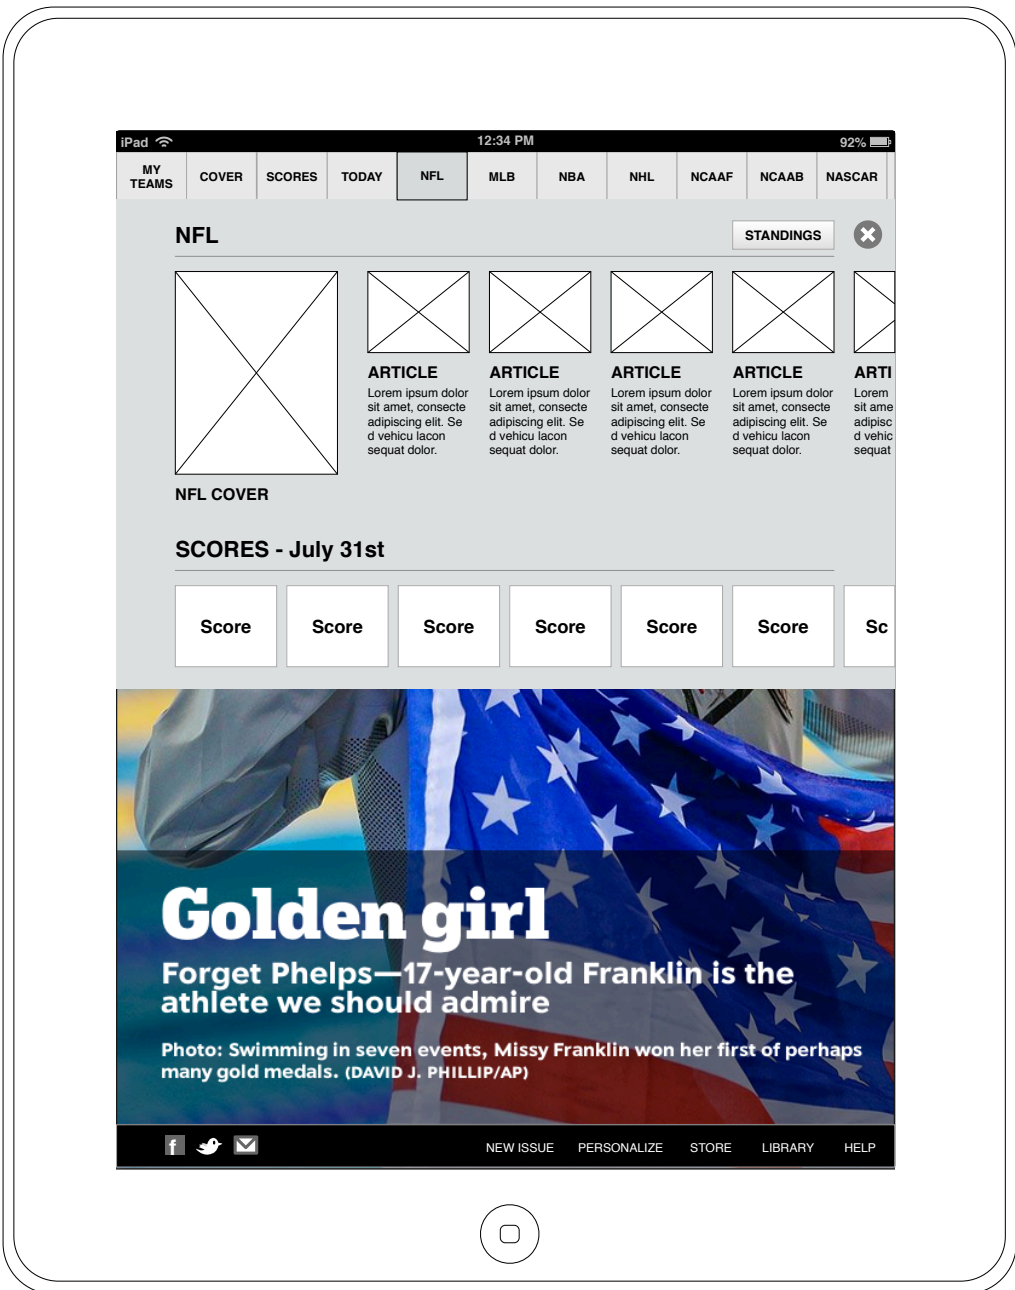 iPad 12:34 PM 92%
MY TEAMS COVER SCORES TODAY NFL MLB NBA NHL NCAAF NCAAB NASCAR
NFL STANDINGS
ARTICLE ARTICLE ARTICLE ARTICLE ARTI
Lorem ipsum dolor Lorem ipsum dolor Lorem ipsum dolor Lorem ipsum dolor Lorem
sit amet, consecte sit amet, consecte sit amet, consecte sit amet, consecte sit ame
adipiscing elit. Se adipiscing elit. Se adipiscing elit. Se adipiscing elit. Se adipisc
d vehicu lacon d vehicu lacon d vehicu lacon d vehicu lacon d vehic
sequat dolor. sequat dolor. sequat dolor. sequat dolor. sequat
NFL COVER
SCORES - July 31st
Score Score Score Score Score Score Sc
Golden girl
Forget Phelps—17-year-old Franklin is the
athlete we should admire
Photo: Swimming in seven events, Missy Franklin won her first of perhaps
many gold medals. (DAVID J. PHILLIP/AP)
f NEW ISSUE PERSONALIZE STORE LIBRARY HELP